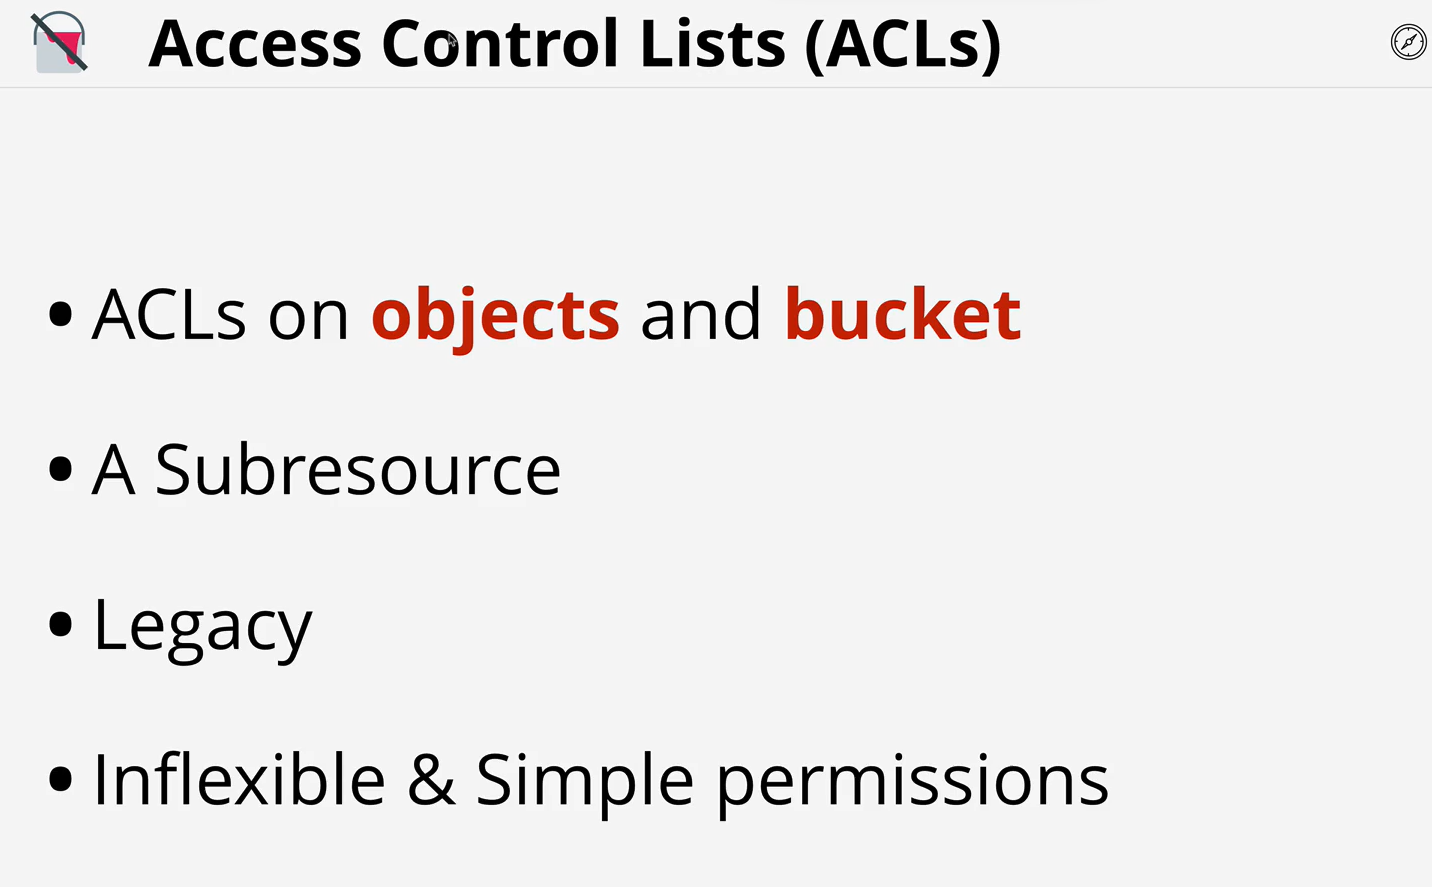 Access Control Lists (ACLs)
• ACLs on objects and bucket
• A Subresource
• Legacy
• Inflexible & Simple permissions